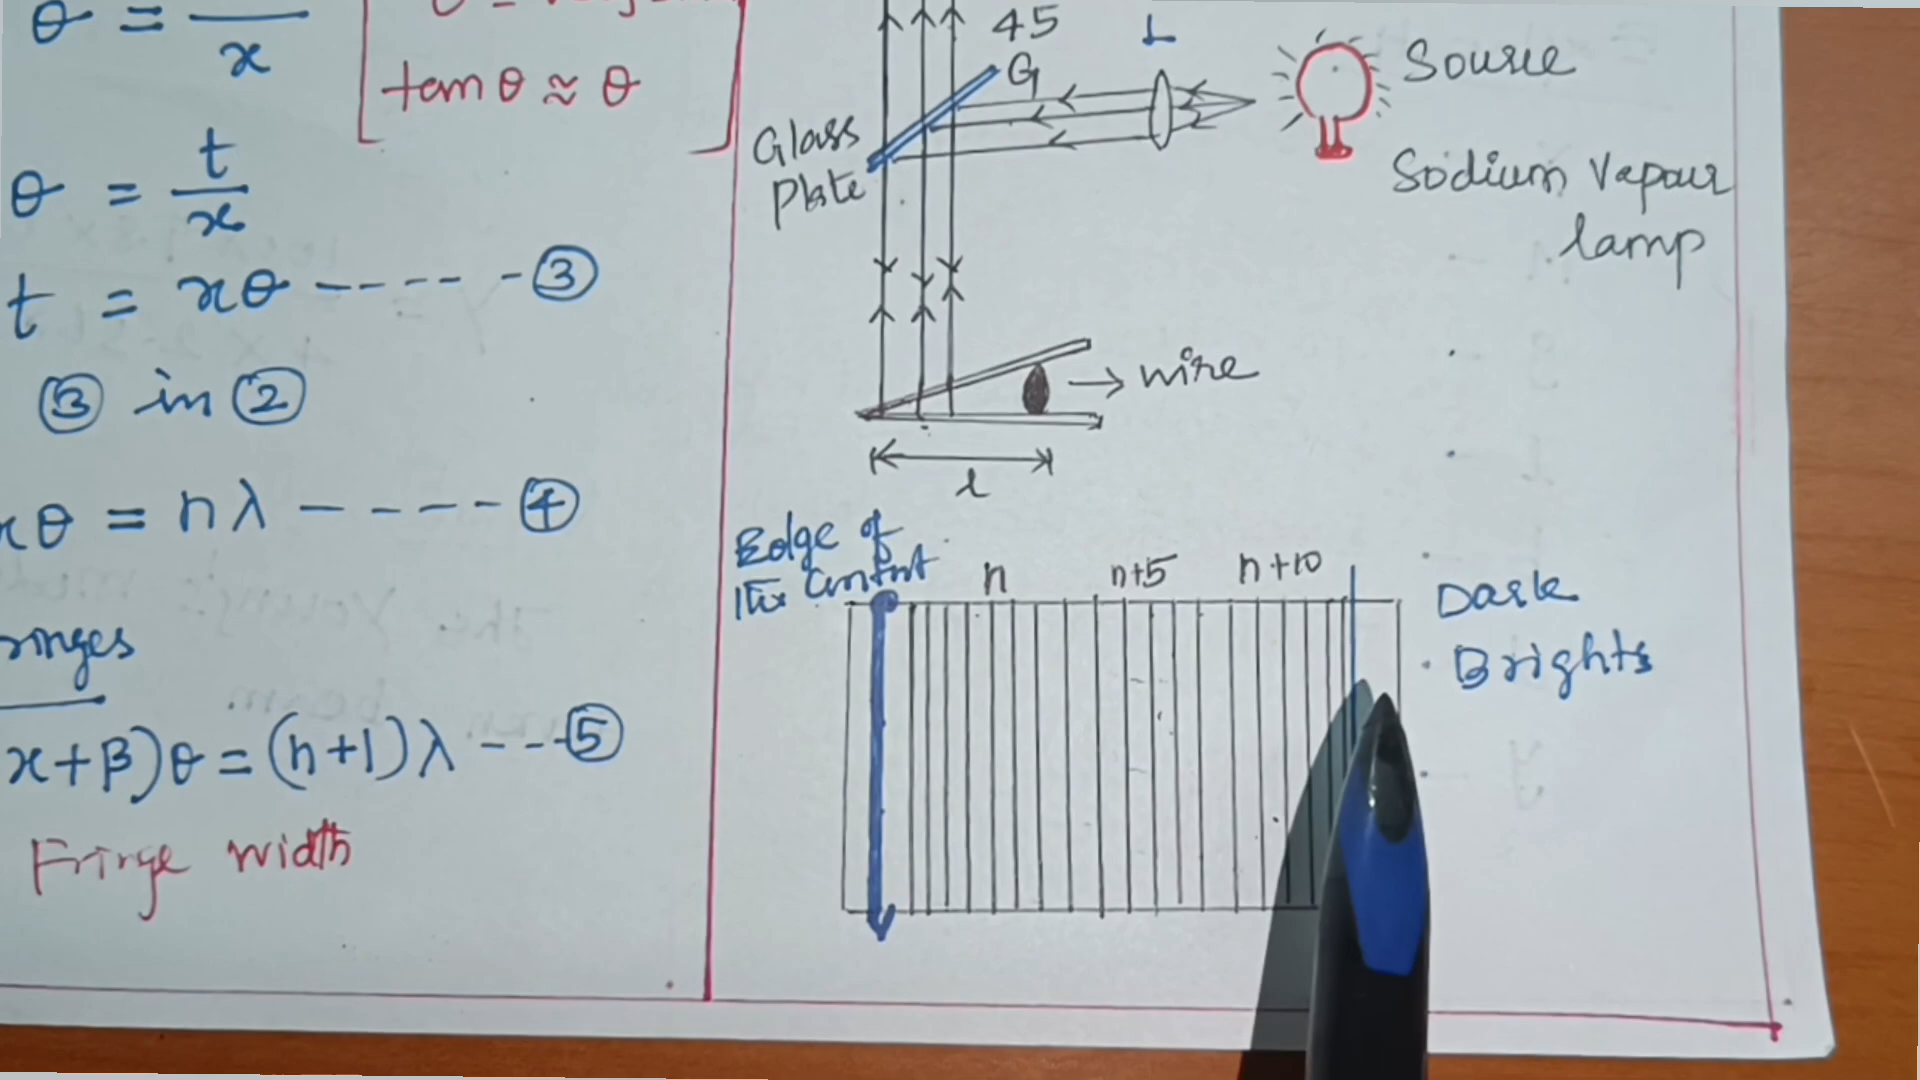 θ = ―
x
tan θ ≈ θ
θ = t/x
t = xθ ------ ③
③ in ②
xθ = nλ ------ ④
ringes
x+β)θ = (n+1)λ --- ⑤
Fringe width
45
L
G
Source
Glass
Plate
Sodium Vapour
lamp
→ wire
l
Edge of
n
n+5
n+10
Dark
Brights